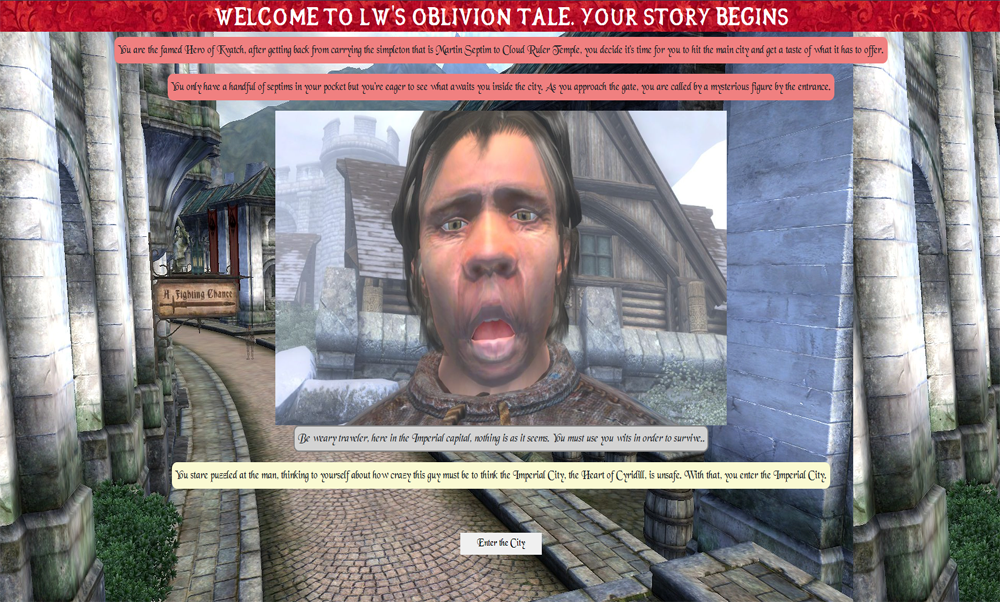 WELCOME TO LW'S OBLIVION TALE. YOUR STORY BEGINS
You are the famed Hero of Kvatch, after getting back from carrying the simpleton that is Martin Septim to Cloud Ruler Temple, you decide it's time for you to hit the main city and get a taste of what it has to offer.
You only have a handful of septims in your pocket but you're eager to see what awaits you inside the city. As you approach the gate, you are called by a mysterious figure by the entrance.
A Fighting Chance
Be weary traveler, here in the Imperial capital, nothing is as it seems. You must use you wits in order to survive..
You stare puzzled at the man, thinking to yourself about how crazy this guy must be to think the Imperial City, the Heart of Cyridill, is unsafe. With that, you enter the Imperial City.
Enter the City